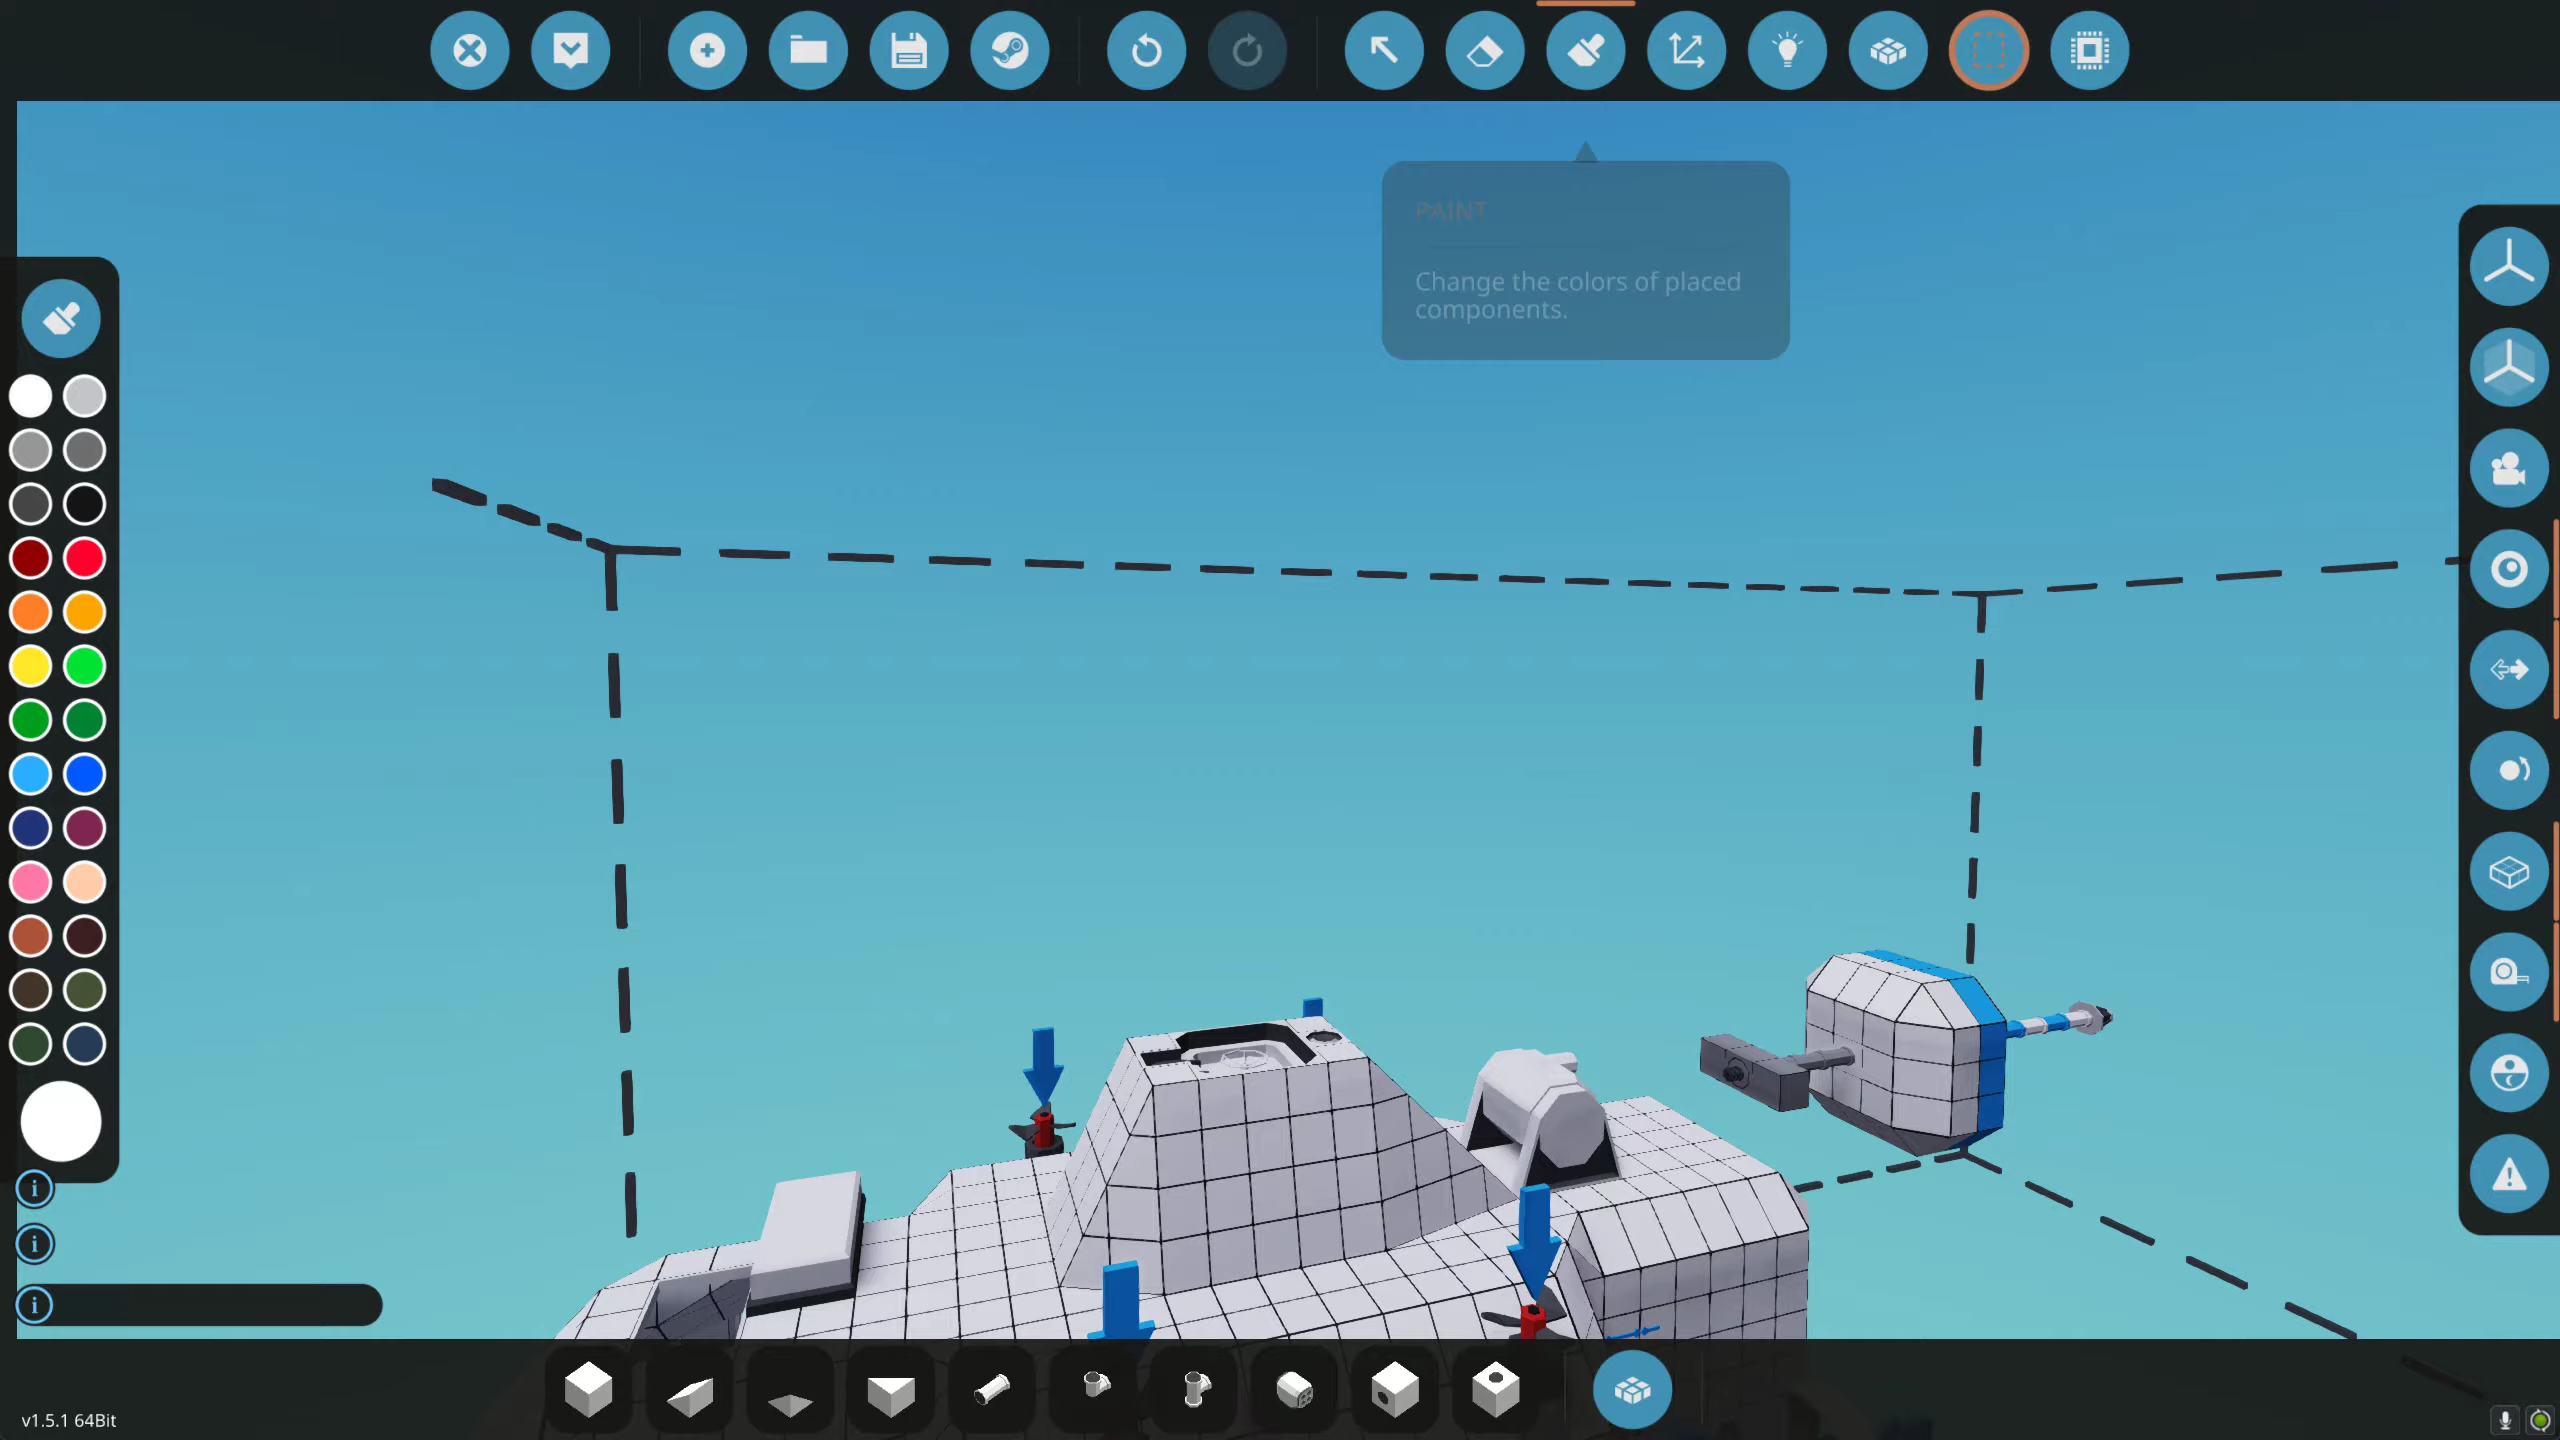 PAINT
Change the colors of placed
components.
i
i
i
v1.5.1 64Bit